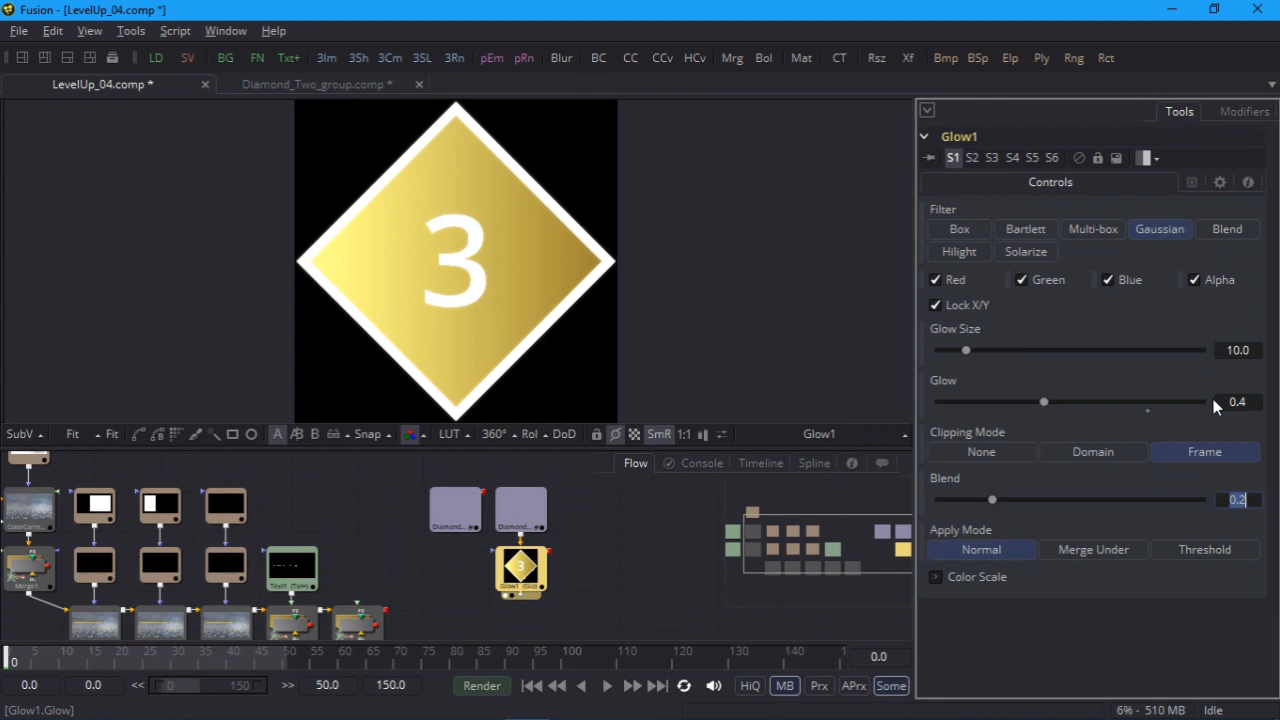 Fusion - [LevelUp_04.comp *]
File Edit View Tools Script Window Help
LD SV BG FN Txt+ 3Im 3Sh 3Cm 3SL 3Rn pEm pRn Blur BC CC CCv HCv Mrg Bol Mat CT Rsz Xf Bmp BSp Elp Ply Rng Rct
LevelUp_04.comp * Diamond_Two_group.comp *
Tools Modifiers
Glow1
S1 S2 S3 S4 S5 S6
Controls
Filter
Box Bartlett Multi-box Gaussian Blend
Hilight Solarize
Red Green Blue Alpha
Lock X/Y
Glow Size
10.0
Glow
0.4
Clipping Mode
None Domain Frame
Blend
0.2
Apply Mode
Normal Merge Under Threshold
Color Scale
3
SubV Fit Fit A A B Snap LUT 360° RoI DoD SmR 1:1 Glow1
Flow Console Timeline Spline
Diamond... Diamond...
ColorCorr...
3
Merge1 Text1 (Txt+) Glow1 (Glo)
0 5 10 15 20 25 30 35 40 45 50 55 60 65 70 75 80 85 90 95 100 110 120 130 140 0.0
0.0 0.0 << 0 150 >> 50.0 150.0 Render HiQ MB Prx APrx Some
[Glow1.Glow] 6% - 510 MB Idle